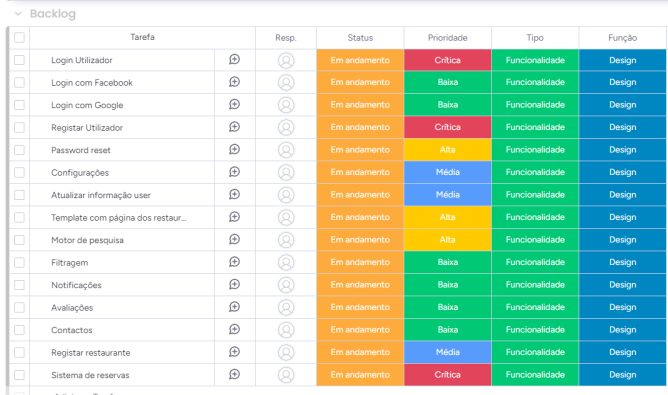 Backlog
Tarefa Resp. Status Prioridade Tipo Função
Login Utilizador Em andamento Crítica Funcionalidade Design
Login com Facebook Em andamento Baixa Funcionalidade Design
Login com Google Em andamento Baixa Funcionalidade Design
Registar Utilizador Em andamento Crítica Funcionalidade Design
Password reset Em andamento Alta Funcionalidade Design
Configurações Em andamento Média Funcionalidade Design
Atualizar informação user Em andamento Média Funcionalidade Design
Template com página dos restaur... Em andamento Alta Funcionalidade Design
Motor de pesquisa Em andamento Alta Funcionalidade Design
Filtragem Em andamento Baixa Funcionalidade Design
Notificações Em andamento Baixa Funcionalidade Design
Avaliações Em andamento Baixa Funcionalidade Design
Contactos Em andamento Baixa Funcionalidade Design
Registar restaurante Em andamento Média Funcionalidade Design
Sistema de reservas Em andamento Crítica Funcionalidade Design